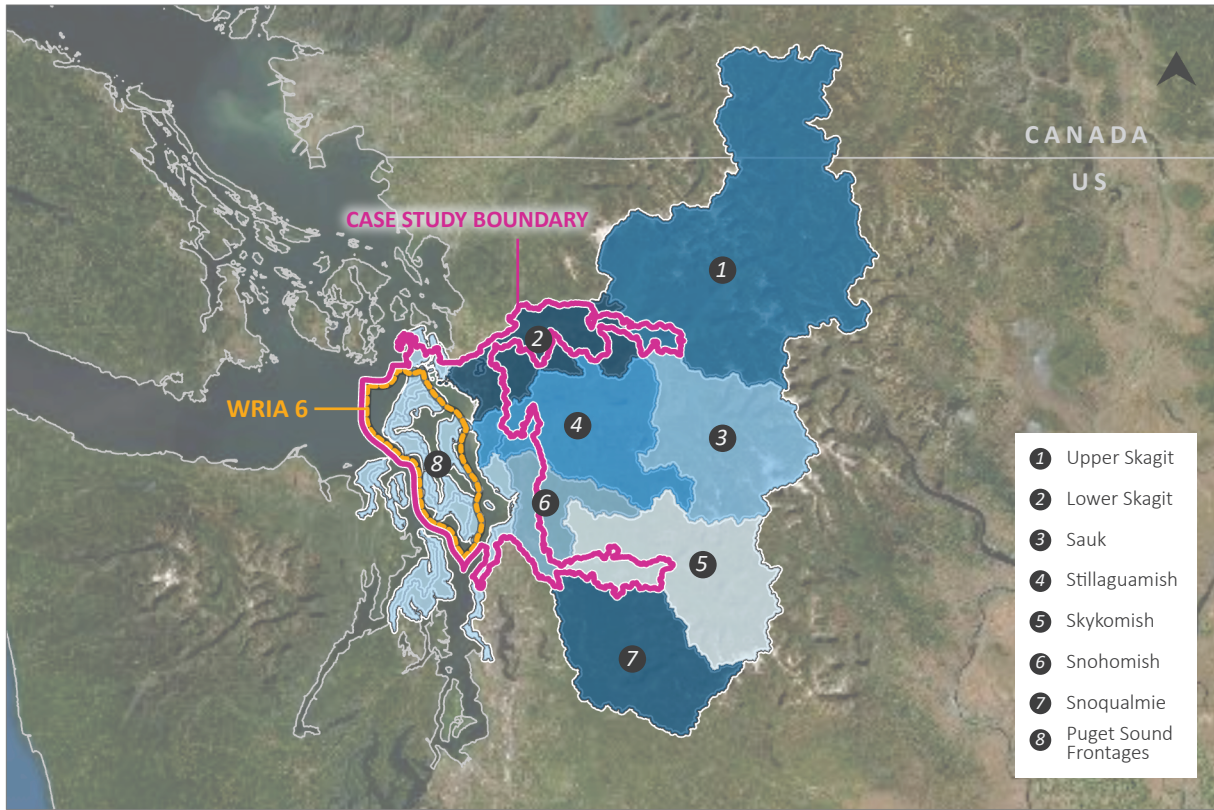 CANADA
US
CASE STUDY BOUNDARY
1
2
WRIA 6
4
3
8
6
5
7
1 Upper Skagit
2 Lower Skagit
3 Sauk
4 Stillaguamish
5 Skykomish
6 Snohomish
7 Snoqualmie
8 Puget Sound
Frontages